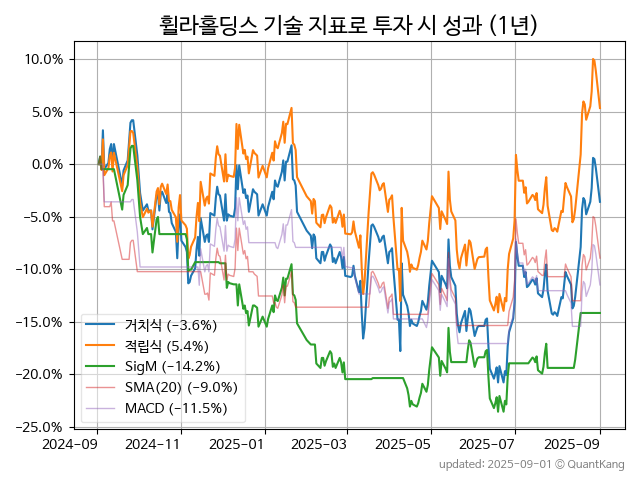 휠라홀딩스 기술 지표로 투자 시 성과 (1년)
10.0%
5.0%
0.0%
−5.0%
−10.0%
−15.0%
−20.0%
−25.0%
거치식 (−3.6%)
적립식 (5.4%)
SigM (−14.2%)
SMA(20) (−9.0%)
MACD (−11.5%)
2024-09 2024-11 2025-01 2025-03 2025-05 2025-07 2025-09
updated: 2025-09-01 © QuantKang